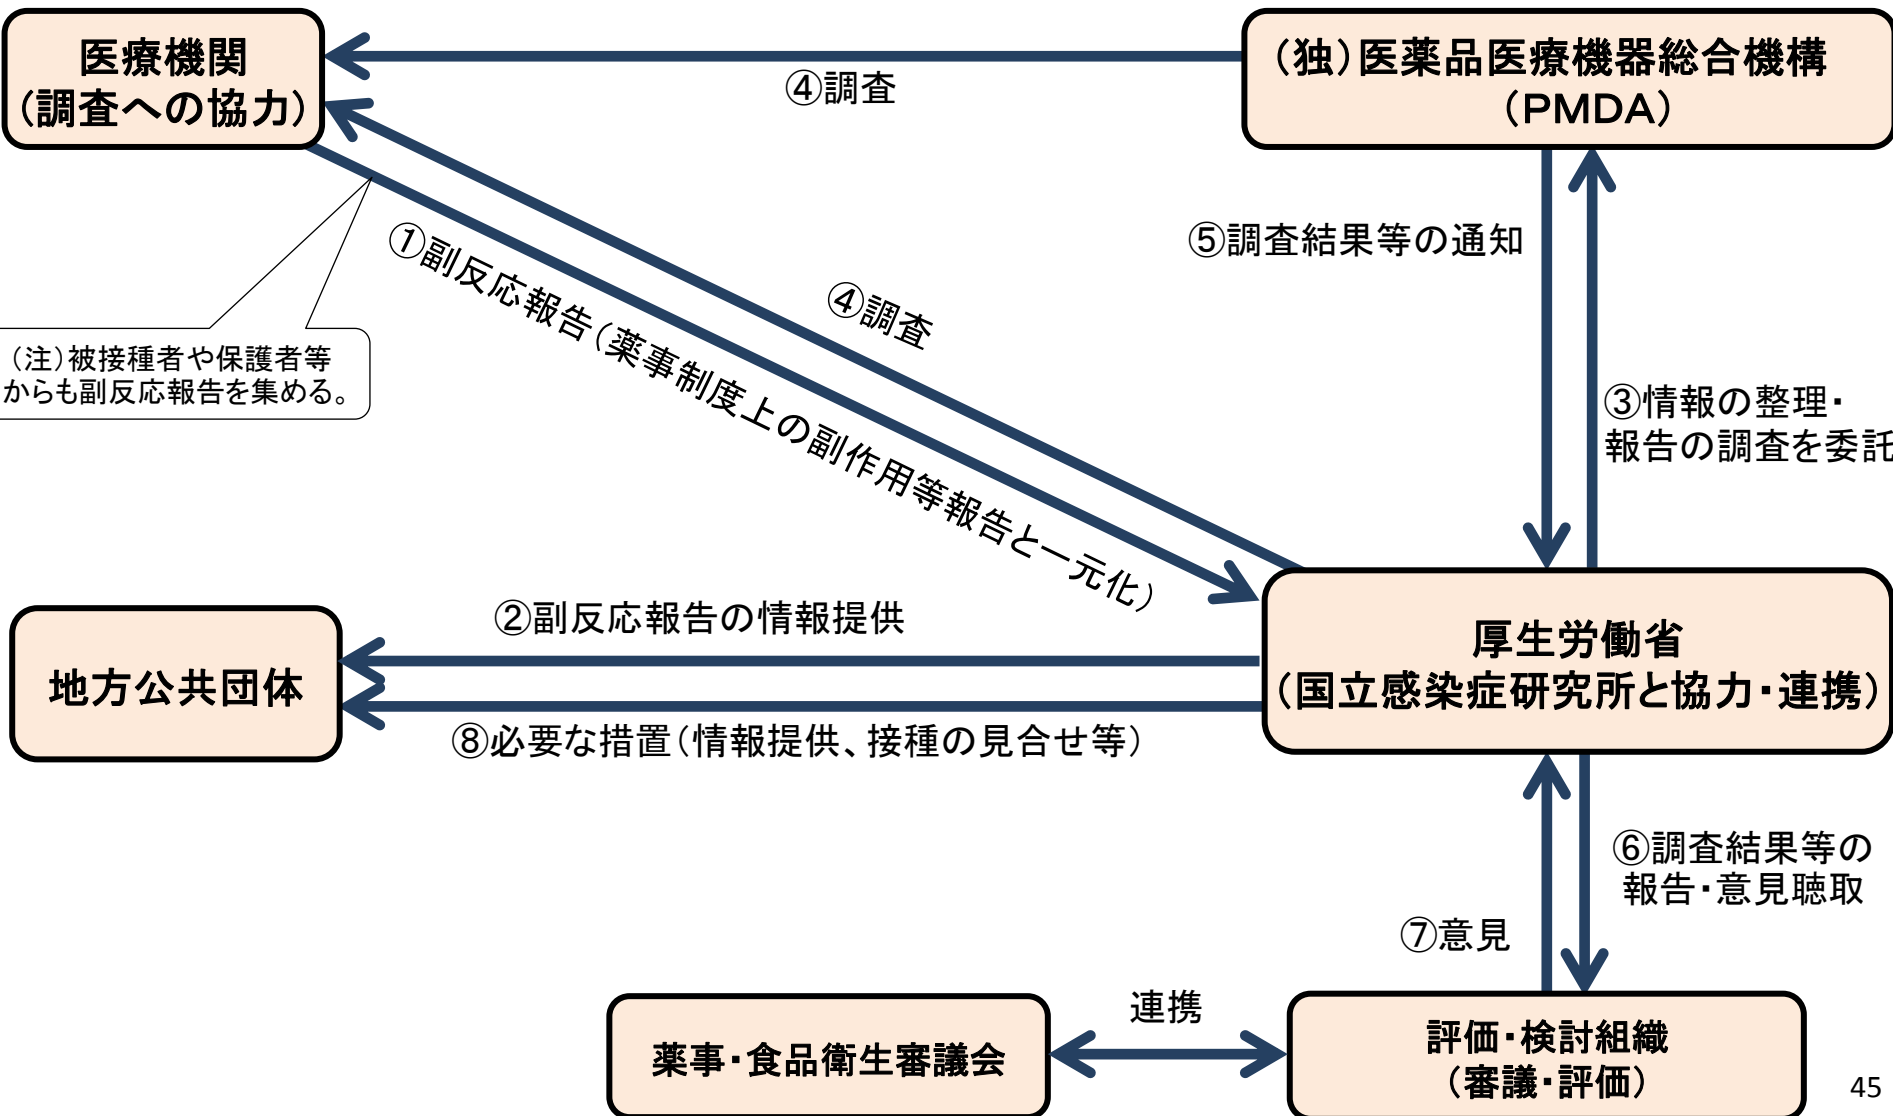 医療機関
（調査への協力）
（独）医薬品医療機器総合機構
（PMDA）
④調査
⑤調査結果等の通知
①副反応報告（薬事制度上の副作用等報告と一元化）
④調査
（注）被接種者や保護者等
からも副反応報告を集める。
③情報の整理・
報告の調査を委託
②副反応報告の情報提供
地方公共団体
厚生労働省
（国立感染症研究所と協力・連携）
⑧必要な措置（情報提供、接種の見合せ等）
⑥調査結果等の
報告・意見聴取
⑦意見
連携
薬事・食品衛生審議会
評価・検討組織
（審議・評価）
45